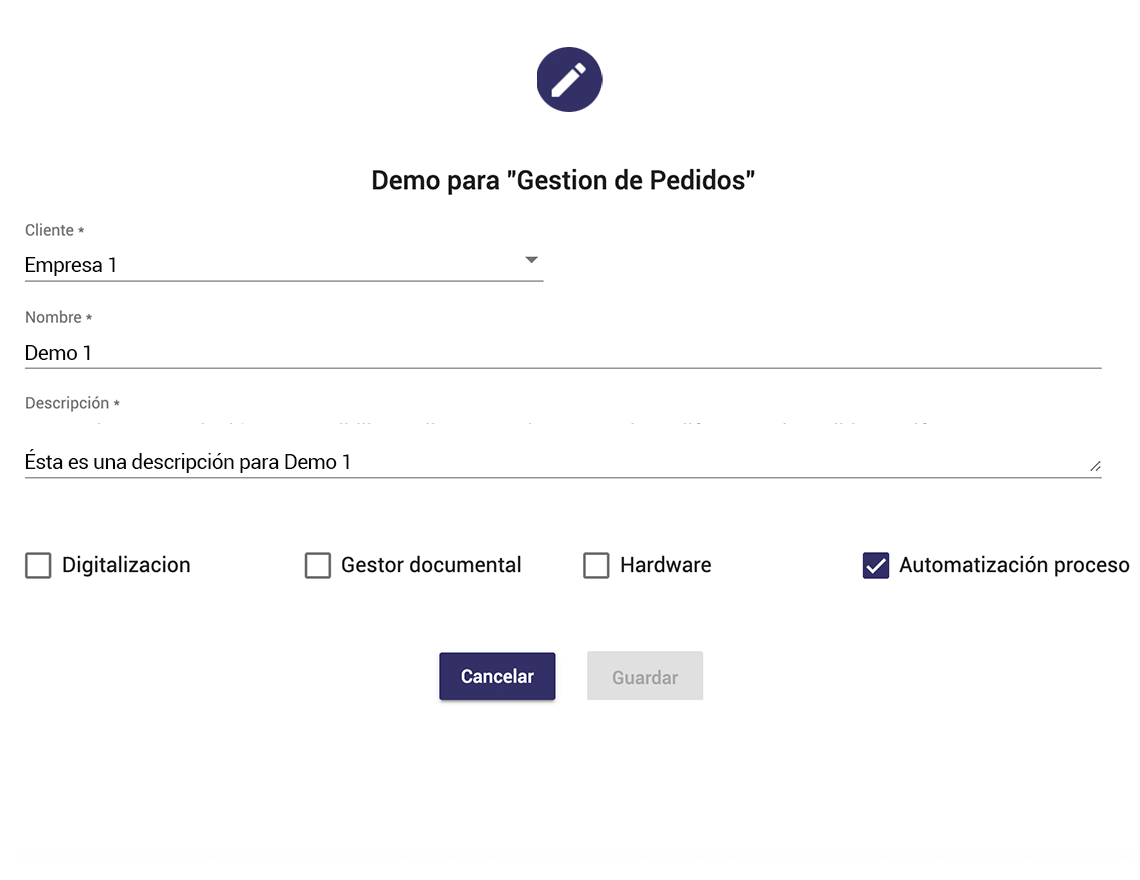 Demo para "Gestion de Pedidos"
Cliente *
Empresa 1
Nombre *
Demo 1
Descripción *
Ésta es una descripción para Demo 1
Digitalizacion
Gestor documental
Hardware
Automatización proceso
Cancelar
Guardar